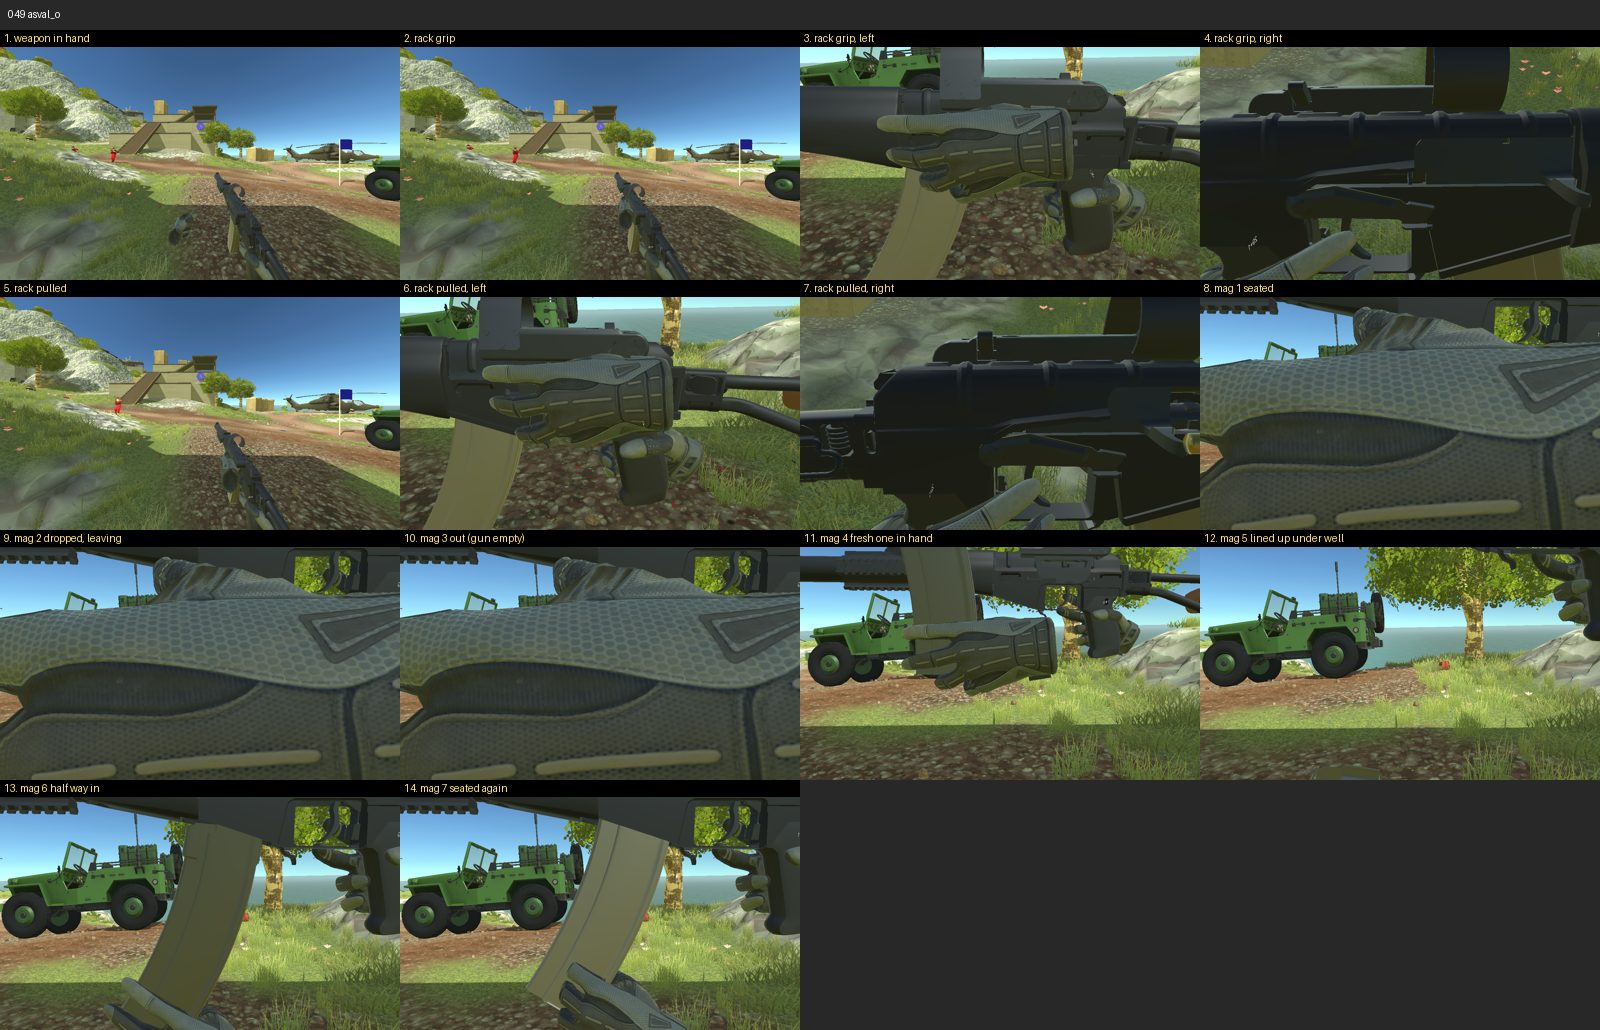 049 asval_o
1. weapon in hand
2. rack grip
3. rack grip, left
4. rack grip, right
5. rack pulled
6. rack pulled, left
7. rack pulled, right
8. mag 1 seated
9. mag 2 dropped, leaving
10. mag 3 out (gun empty)
11. mag 4 fresh one in hand
12. mag 5 lined up under well
13. mag 6 half way in
14. mag 7 seated again